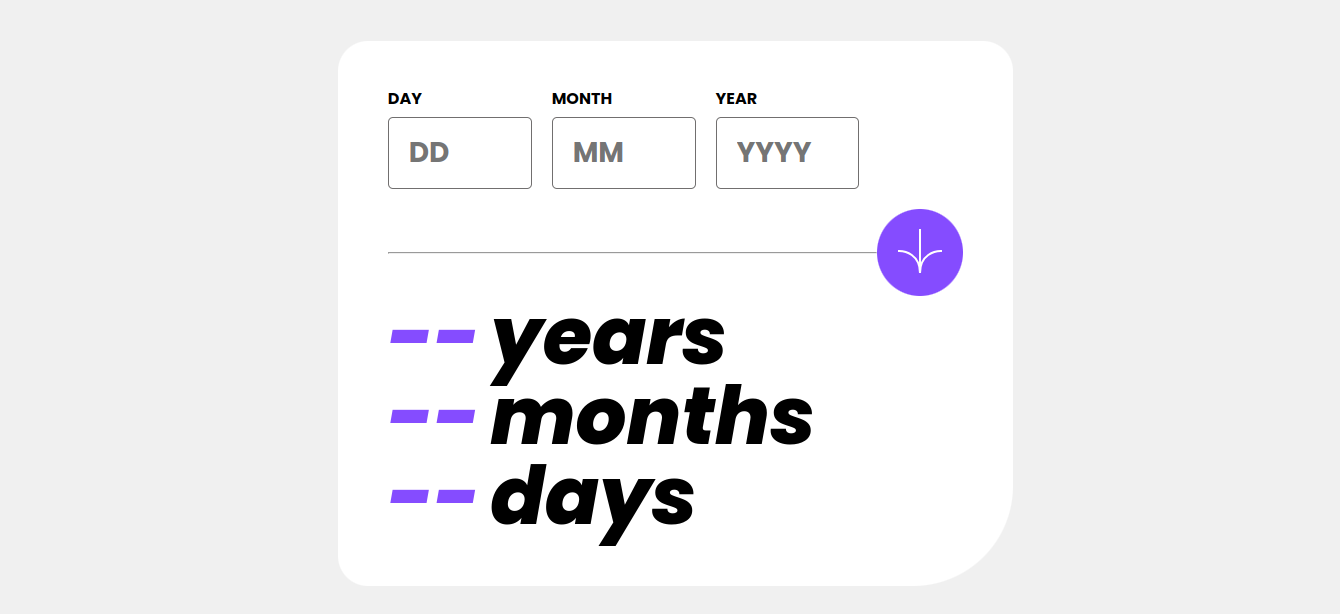 DAY MONTH YEAR
DD MM YYYY
-- years
-- months
-- days